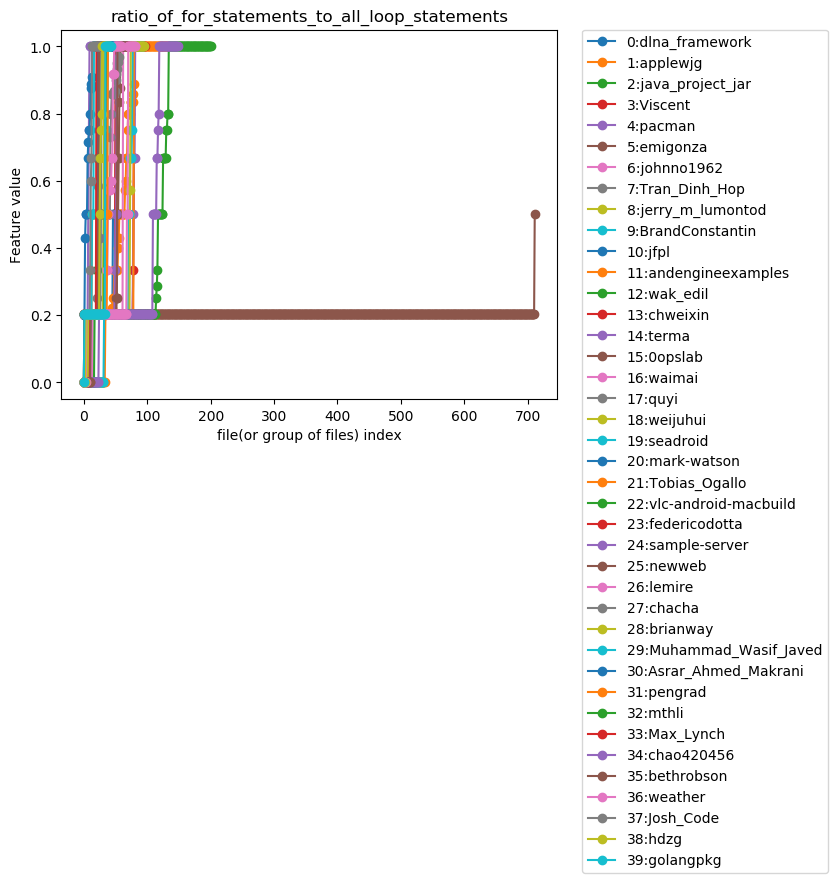 ratio_of_for_statements_to_all_loop_statements
1.0
0.8
0.6
0.4
0.2
0.0
Feature value
0
100
200
300
400
500
600
700
file(or group of files) index
0:dlna_framework
1:applewjg
2:java_project_jar
3:Viscent
4:pacman
5:emigonza
6:johnno1962
7:Tran_Dinh_Hop
8:jerry_m_lumontod
9:BrandConstantin
10:jfpl
11:andengineexamples
12:wak_edil
13:chweixin
14:terma
15:0opslab
16:waimai
17:quyi
18:weijuhui
19:seadroid
20:mark-watson
21:Tobias_Ogallo
22:vlc-android-macbuild
23:federicodotta
24:sample-server
25:newweb
26:lemire
27:chacha
28:brianway
29:Muhammad_Wasif_Javed
30:Asrar_Ahmed_Makrani
31:pengrad
32:mthli
33:Max_Lynch
34:chao420456
35:bethrobson
36:weather
37:Josh_Code
38:hdzg
39:golangpkg